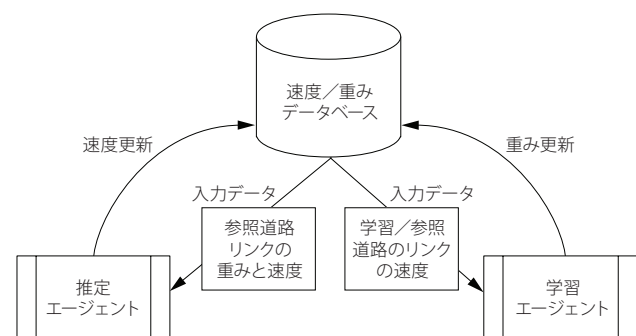 速度／重み
データベース
速度更新
重み更新
入力データ
入力データ
参照道路
リンクの
重みと速度
学習／参照
道路のリンク
の速度
推定
エージェント
学習
エージェント